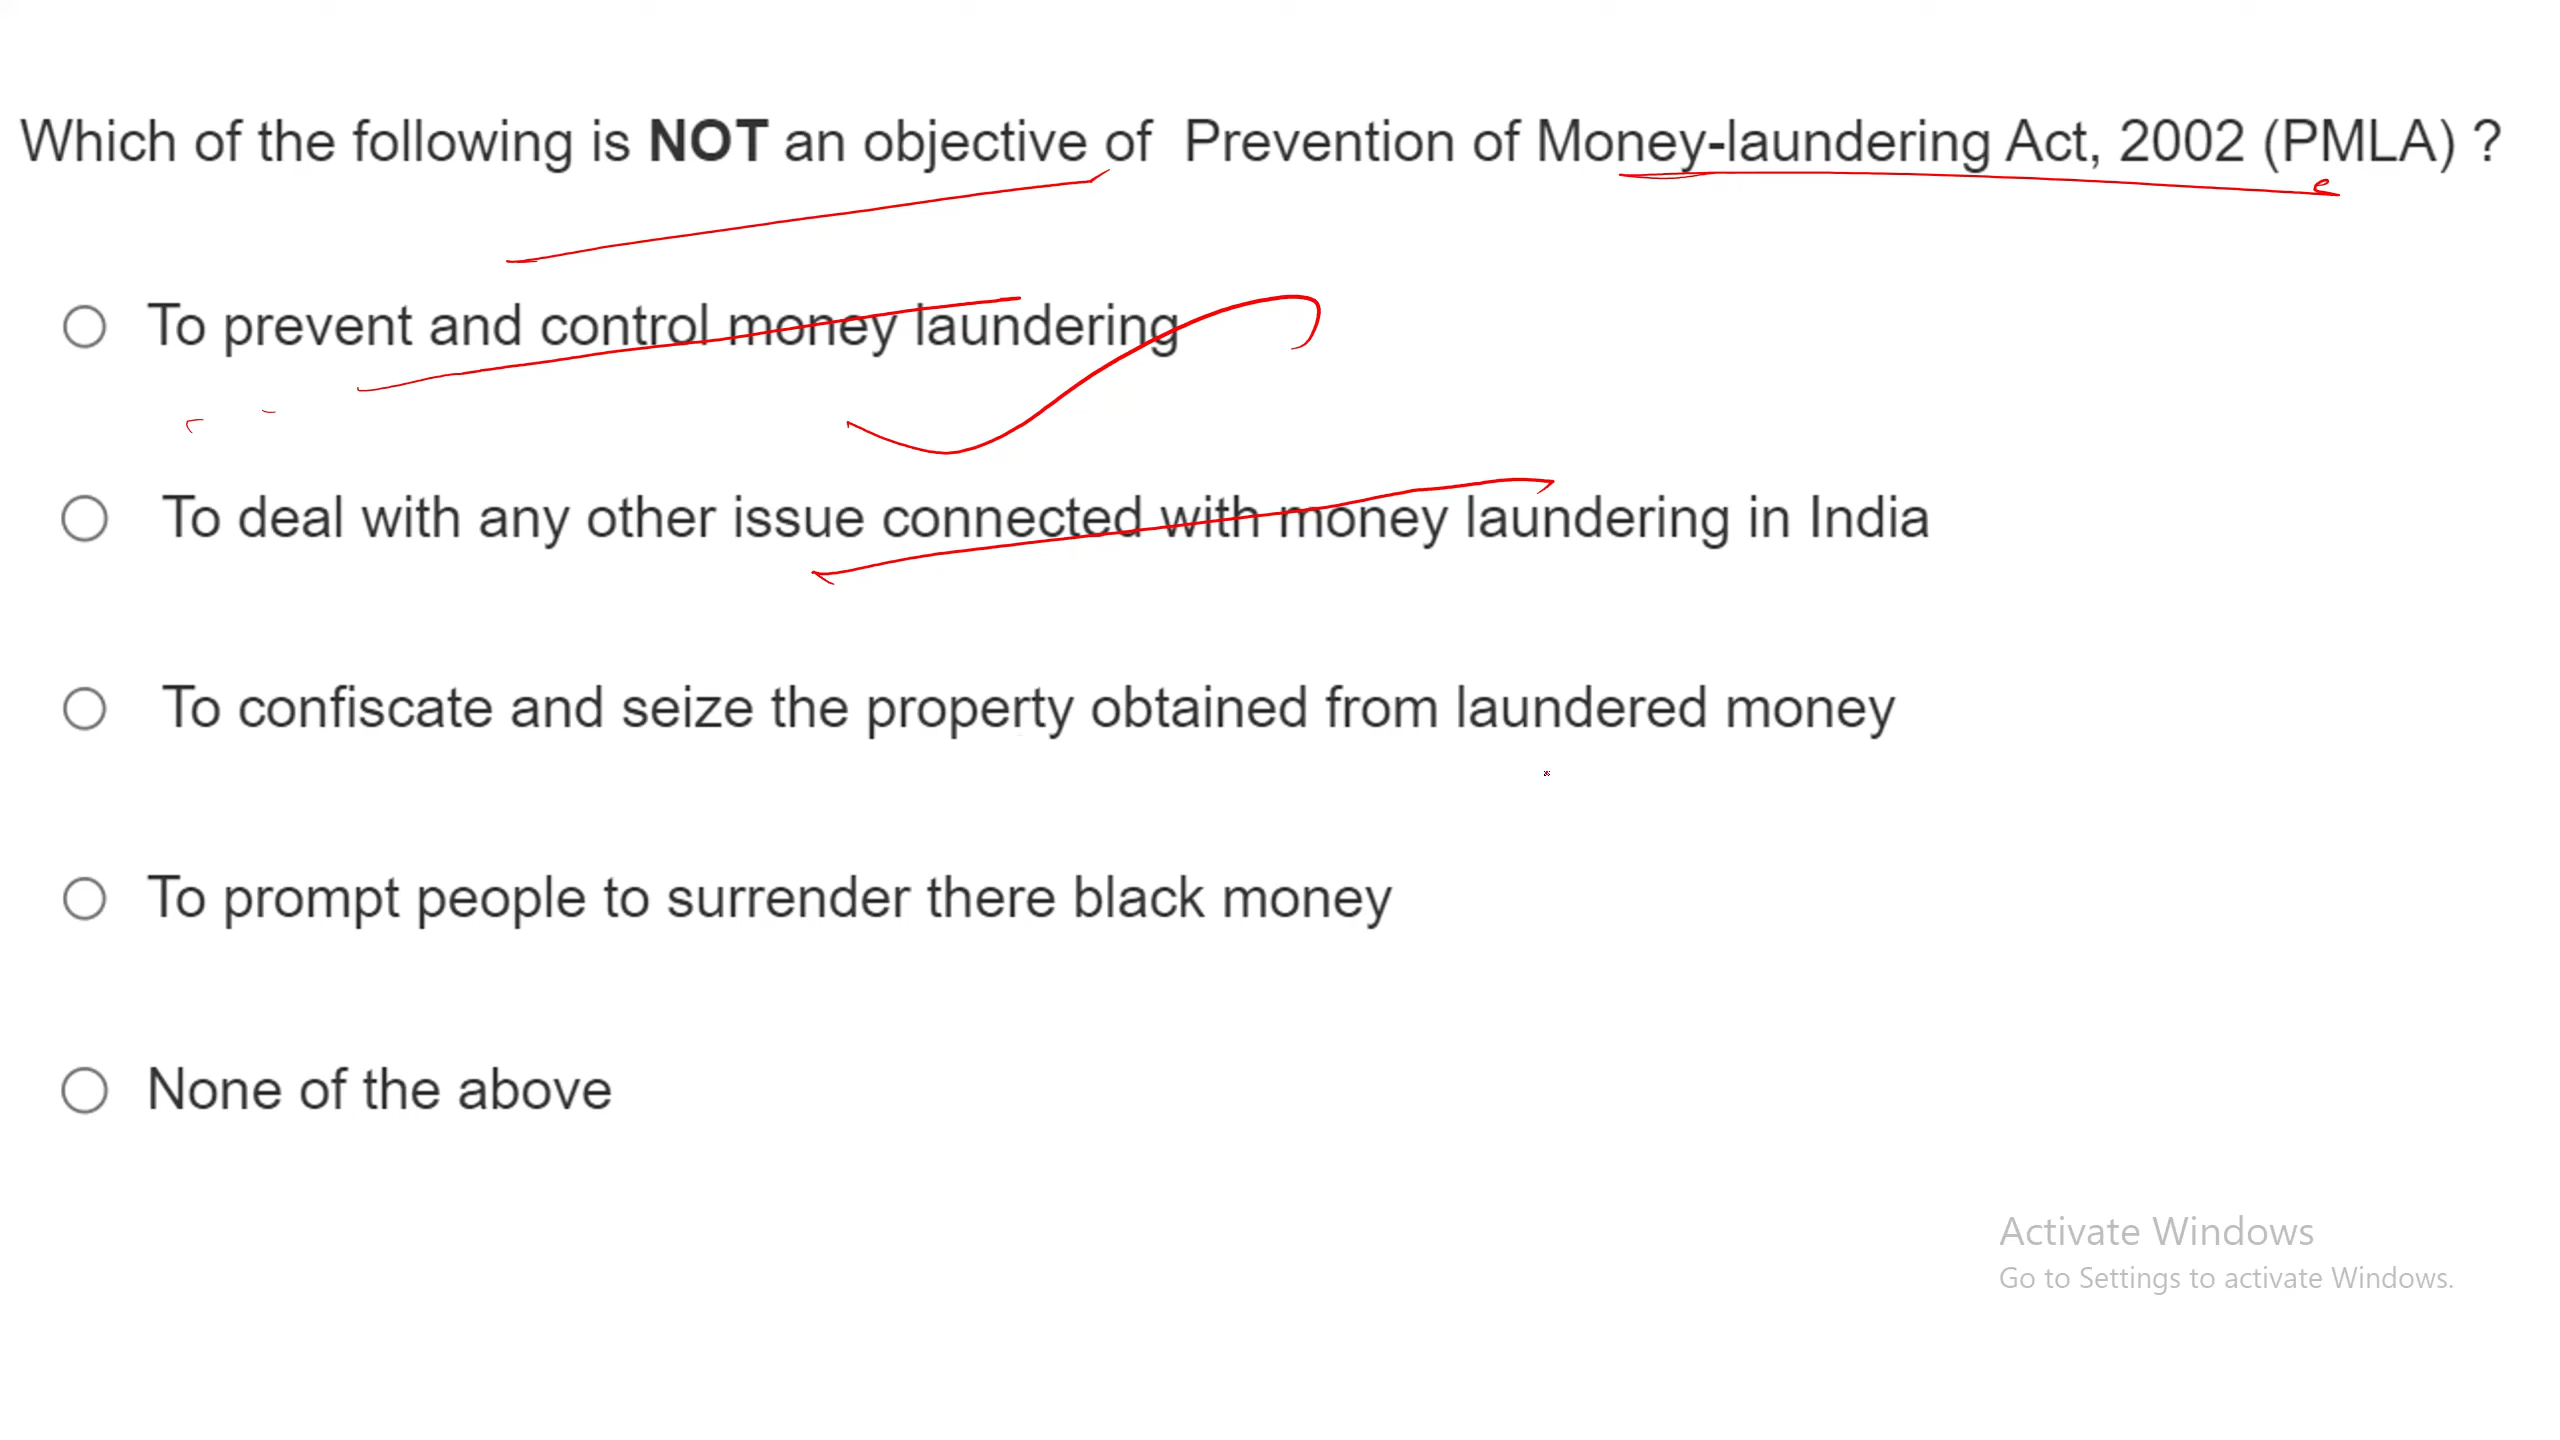 Which of the following is NOT an objective of Prevention of Money-laundering Act, 2002 (PMLA) ?
To prevent and control money laundering
To deal with any other issue connected with money laundering in India
To confiscate and seize the property obtained from laundered money
To prompt people to surrender there black money
None of the above
Activate Windows
Go to Settings to activate Windows.